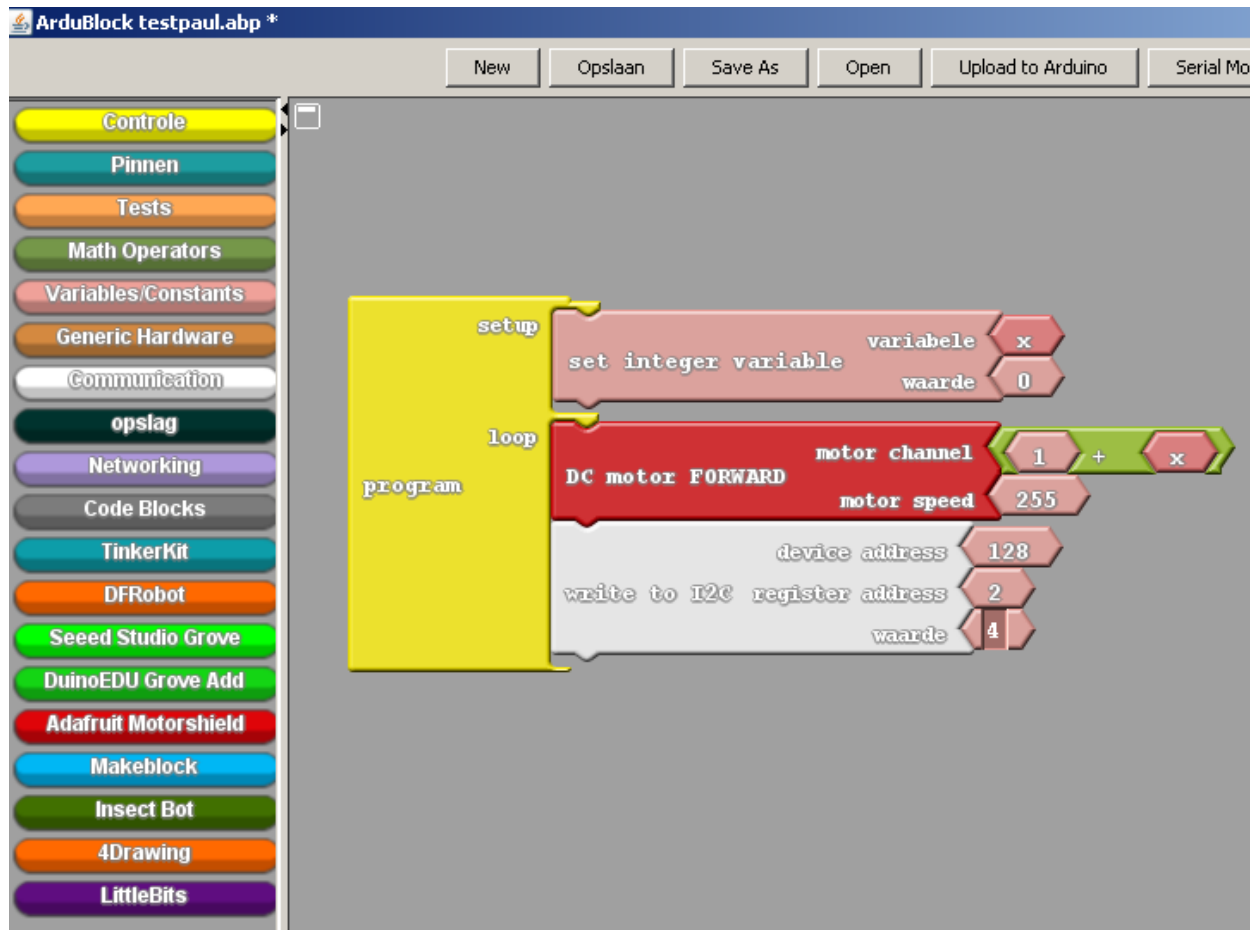 ArduBlock testpaul.abp *
New Opslaan Save As Open Upload to Arduino Serial Mo
Controle
Pinnen
Tests
Math Operators
Variables/Constants
Generic Hardware
Communication
opslag
Networking
Code Blocks
TinkerKit
DFRobot
Seeed Studio Grove
DuinoEDU Grove Add
Adafruit Motorshield
Makeblock
Insect Bot
4Drawing
LittleBits
program
setup
set integer variable
variabele x
waarde 0
loop
DC motor FORWARD
motor channel 1 + x
motor speed 255
write to I2C
device address 128
register address 2
waarde 4